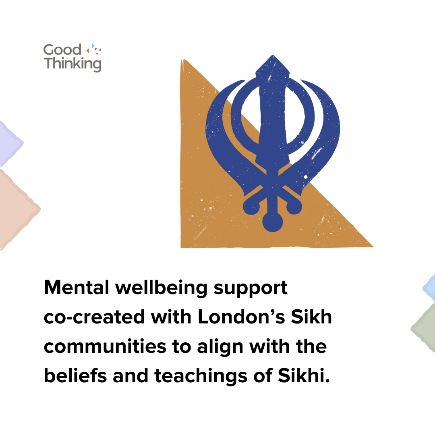 Good
Thinking
Mental wellbeing support
co-created with London's Sikh
communities to align with the
beliefs and teachings of Sikhi.